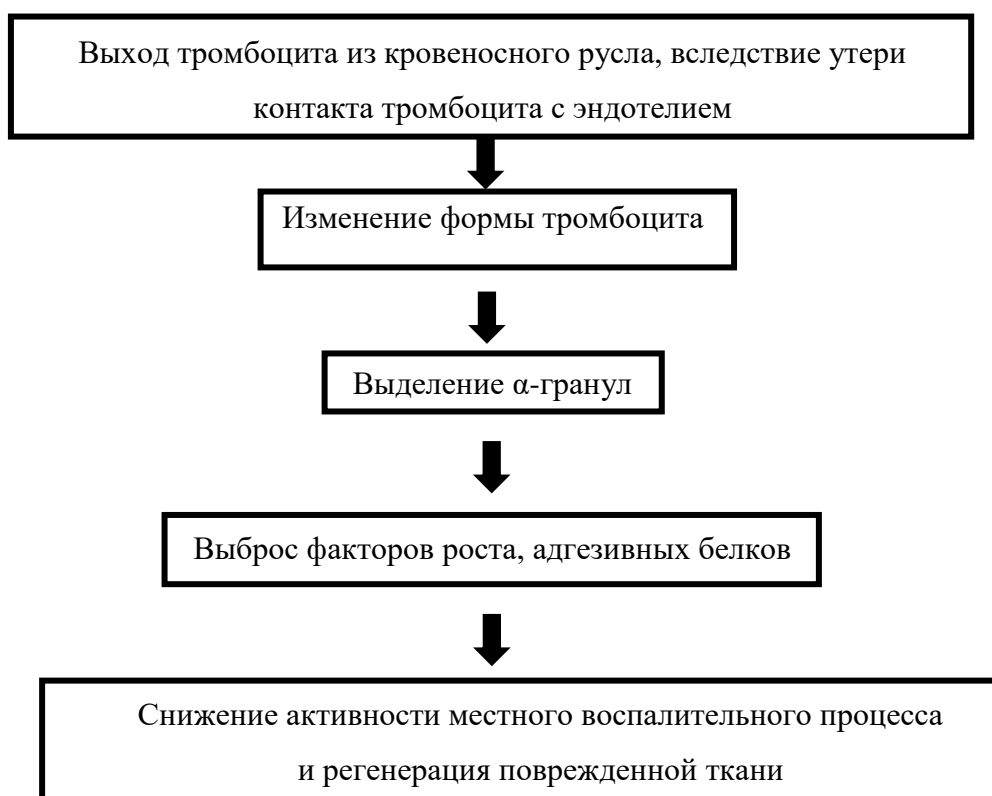 Выход тромбоцита из кровеносного русла, вследствие утери
контакта тромбоцита с эндотелием
Изменение формы тромбоцита
Выделение α-гранул
Выброс факторов роста, адгезивных белков
Снижение активности местного воспалительного процесса
и регенерация поврежденной ткани